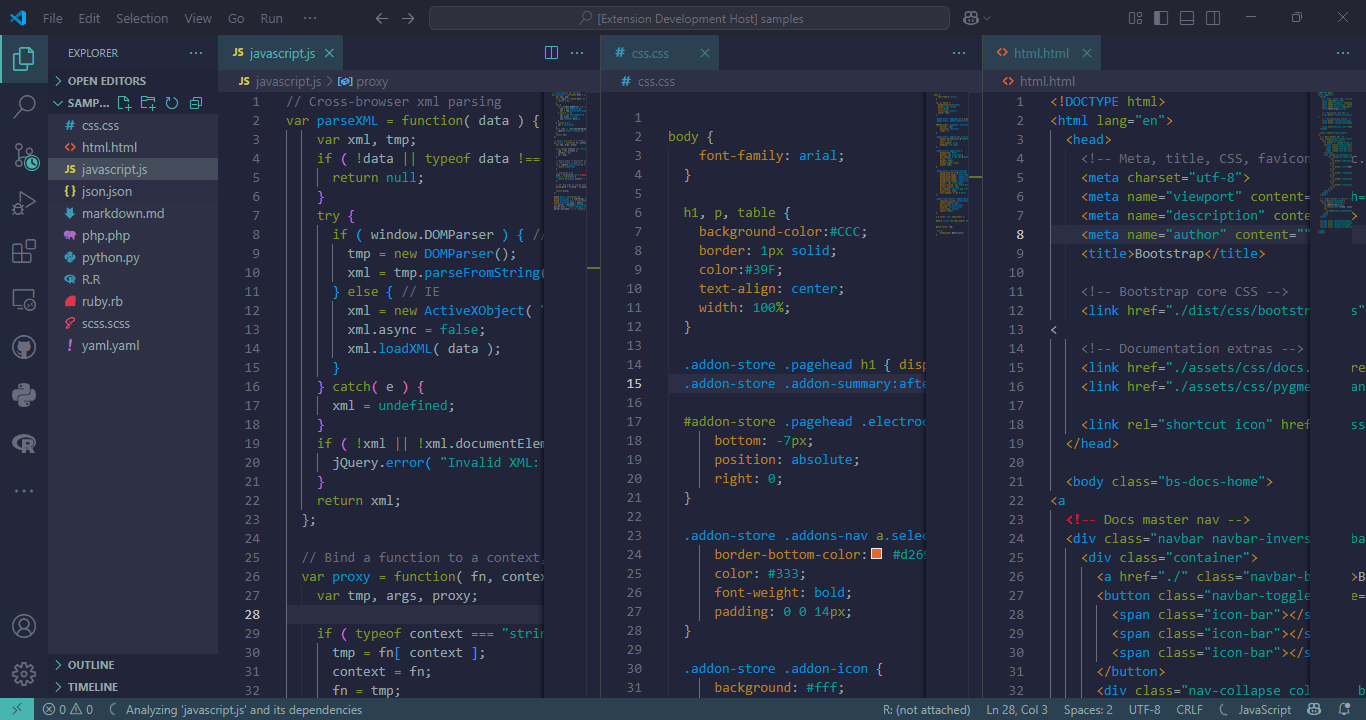 File Edit Selection View Go Run ··· [Extension Development Host] samples
EXPLORER ···
OPEN EDITORS
SAMP...
css.css
html.html
javascript.js
json.json
markdown.md
php.php
python.py
R.R
ruby.rb
scss.scss
yaml.yaml
OUTLINE
TIMELINE
JS javascript.js
JS javascript.js > proxy
1 // Cross-browser xml parsing
2 var parseXML = function( data ) {
3 var xml, tmp;
4 if ( !data || typeof data !==
5 return null;
6 }
7 try {
8 if ( window.DOMParser ) { //
9 tmp = new DOMParser();
10 xml = tmp.parseFromString(
11 } else { // IE
12 xml = new ActiveXObject( "
13 xml.async = false;
14 xml.loadXML( data );
15 }
16 } catch( e ) {
17 xml = undefined;
18 }
19 if ( !xml || !xml.documentElem
20 jQuery.error( "Invalid XML:
21 }
22 return xml;
23 };
24
25 // Bind a function to a context,
26 var proxy = function( fn, contex
27 var tmp, args, proxy;
28
29 if ( typeof context === "strin
30 tmp = fn[ context ];
31 context = fn;
32 fn = tmp;
# css.css
# css.css
1
2 body {
3 font-family: arial;
4 }
5
6 h1, p, table {
7 background-color:#CCC;
8 border: 1px solid;
9 color:#39F;
10 text-align: center;
11 width: 100%;
12 }
13
14 .addon-store .pagehead h1 { disp
15 .addon-store .addon-summary:afte
16
17 #addon-store .pagehead .electroc
18 bottom: -7px;
19 position: absolute;
20 right: 0;
21 }
22
23 .addon-store .addons-nav a.selec
24 border-bottom-color: #d269
25 color: #333;
26 font-weight: bold;
27 padding: 0 0 14px;
28 }
29
30 .addon-store .addon-icon {
31 background: #fff;
<> html.html
<> html.html
1 <!DOCTYPE html>
2 <html lang="en">
3 <head>
4 <!-- Meta, title, CSS, favicon c.
5 <meta charset="utf-8">
6 <meta name="viewport" content= h=
7 <meta name="description" conte >
8 <meta name="author" content=""
9 <title>Bootstrap</title>
10
11 <!-- Bootstrap core CSS -->
12 <link href="./dist/css/bootstr s"
13 <
14 <!-- Documentation extras -->
15 <link href="./assets/css/docs. re
16 <link href="./assets/css/pygme an
17
18 <link rel="shortcut icon" href ss
19 </head>
20
21 <body class="bs-docs-home">
22 <a
23 <!-- Docs master nav -->
24 <div class="navbar navbar-invers ba
25 <div class="container">
26 <a href="./" class="navbar-b >B
27 <button class="navbar-toggle e=
28 <span class="icon-bar"></s
29 <span class="icon-bar"></s
30 <span class="icon-bar"></s
31 </button>
32 <div class="nav-collapse col ba
0 0 Analyzing 'javascript.js' and its dependencies R: (not attached) Ln 28, Col 3 Spaces: 2 UTF-8 CRLF JavaScript